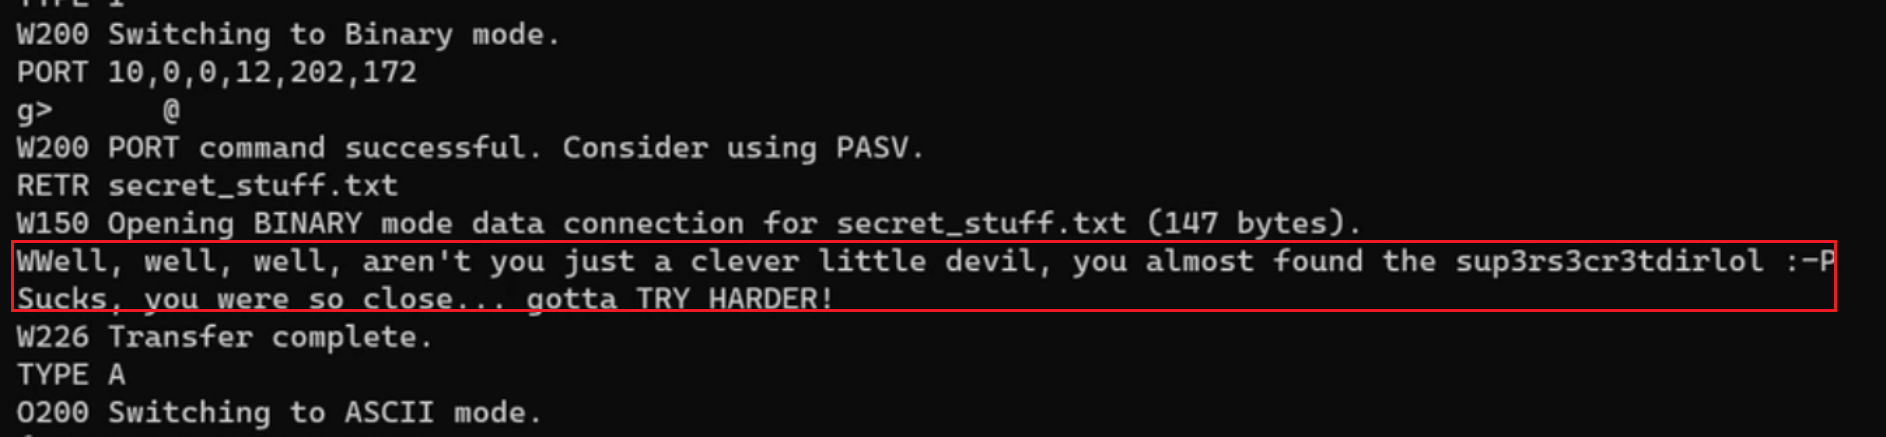 W200 Switching to Binary mode.
PORT 10,0,0,12,202,172
g>      @
W200 PORT command successful. Consider using PASV.
RETR secret_stuff.txt
W150 Opening BINARY mode data connection for secret_stuff.txt (147 bytes).
WWell, well, well, aren't you just a clever little devil, you almost found the sup3rs3cr3tdirlol :-P
Sucks, you were so close... gotta TRY HARDER!
W226 Transfer complete.
TYPE A
O200 Switching to ASCII mode.